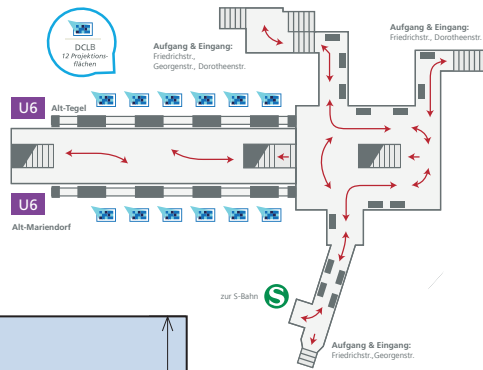 DCLB
12 Projektions-
flächen
Aufgang & Eingang:
Friedrichstr.,
Georgenstr., Dorotheenstr.
Aufgang & Eingang:
Friedrichstr., Dorotheenstr.
U6
Alt-Tegel
U6
Alt-Mariendorf
zur S-Bahn
S
Aufgang & Eingang:
Friedrichstr.,Georgenstr.